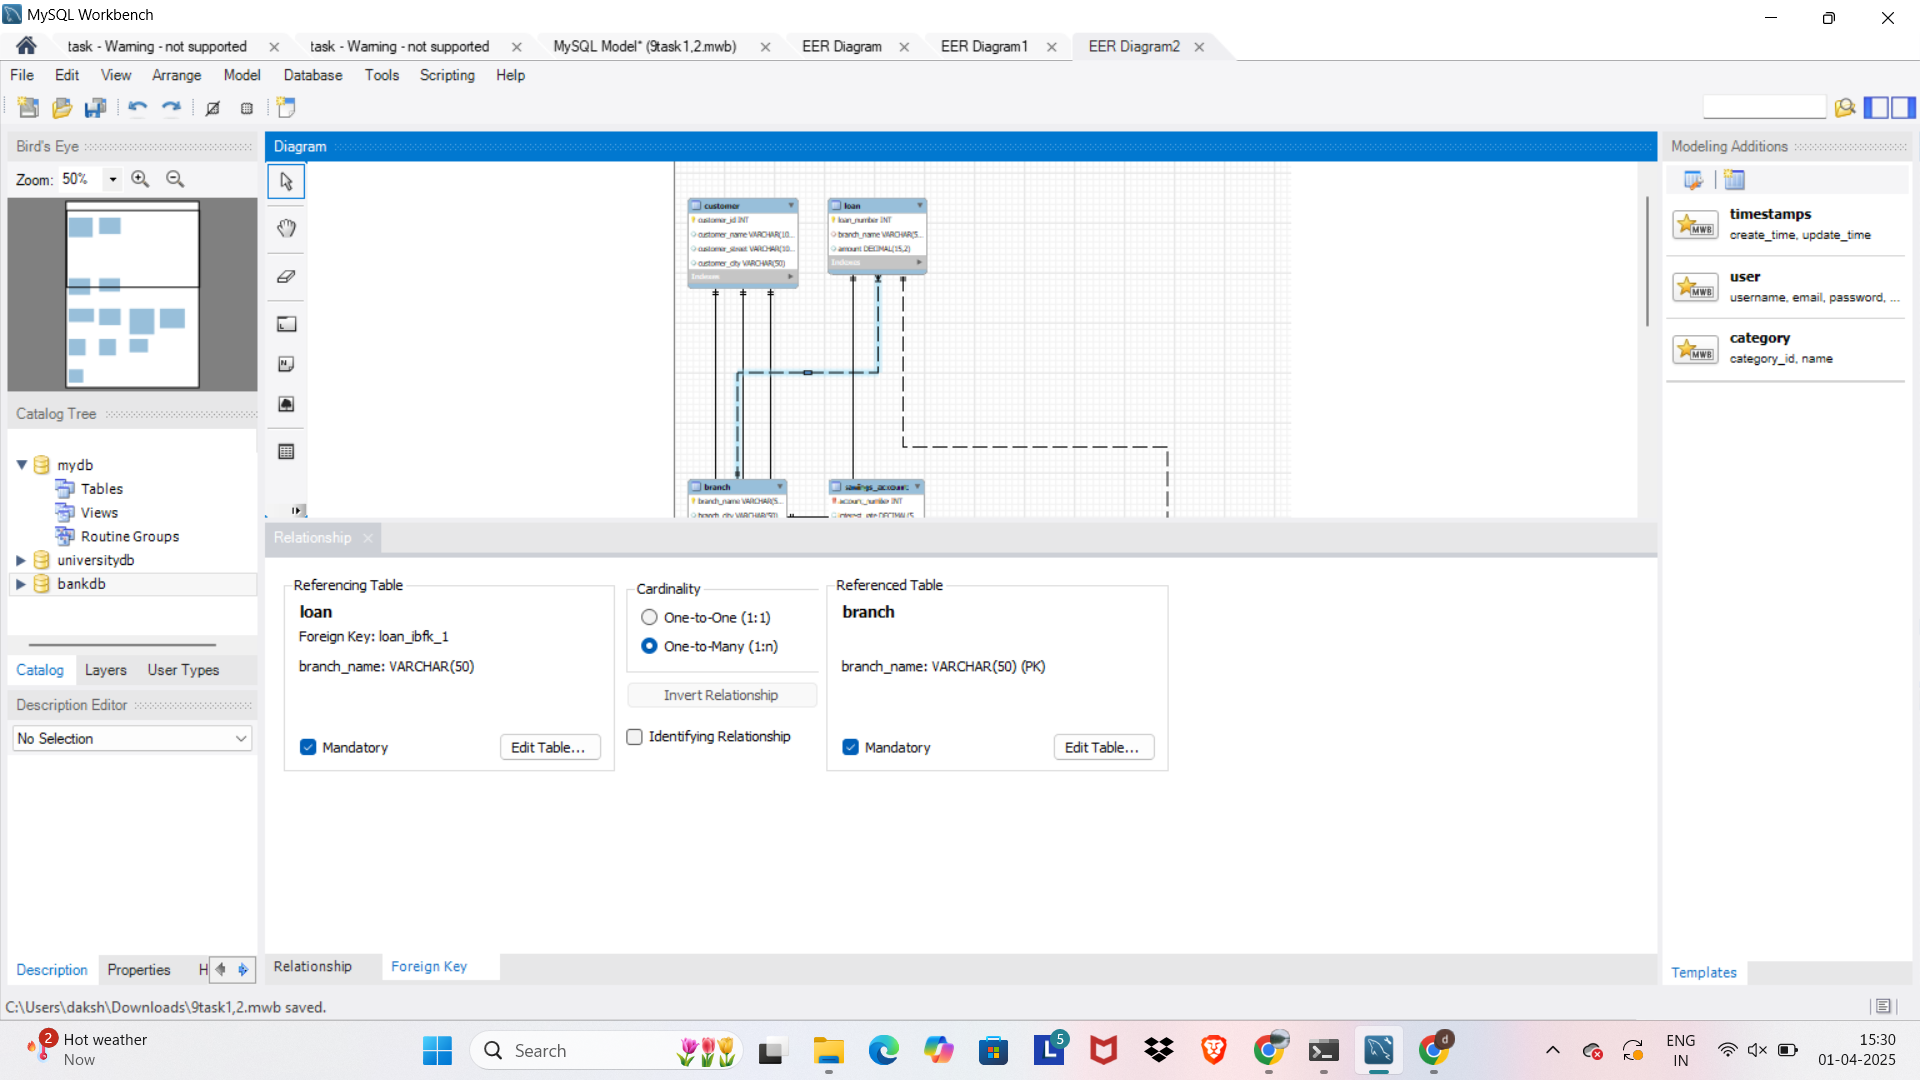 MySQL Workbench
task - Warning - not supported
task - Warning - not supported
MySQL Model* (9task1,2.mwb)
EER Diagram
EER Diagram1
EER Diagram2
File Edit View Arrange Model Database Tools Scripting Help
Bird's Eye
Zoom: 50%
Diagram
customer
customer_id INT
customer_name VARCHAR(10...
customer_street VARCHAR(10...
customer_city VARCHAR(50)
Indexes
loan
loan_number INT
branch_name VARCHAR(5...
amount DECIMAL(15,2)
Indexes
branch
branch_name VARCHAR(5...
branch_city VARCHAR(50)
savings_account
account_number INT
interest_rate DECIMAL(5...
Modeling Additions
timestamps
create_time, update_time
user
username, email, password, ...
category
category_id, name
Templates
Catalog Tree
mydb
Tables
Views
Routine Groups
universitydb
bankdb
Catalog Layers User Types
Description Editor
No Selection
Description Properties H
Relationship
Referencing Table
loan
Foreign Key: loan_ibfk_1
branch_name: VARCHAR(50)
Mandatory
Edit Table...
Cardinality
One-to-One (1:1)
One-to-Many (1:n)
Invert Relationship
Identifying Relationship
Referenced Table
branch
branch_name: VARCHAR(50) (PK)
Mandatory
Edit Table...
Relationship Foreign Key
C:\Users\daksh\Downloads\9task1,2.mwb saved.
2
Hot weather
Now
Search
L
5
d
ENG
IN
15:30
01-04-2025